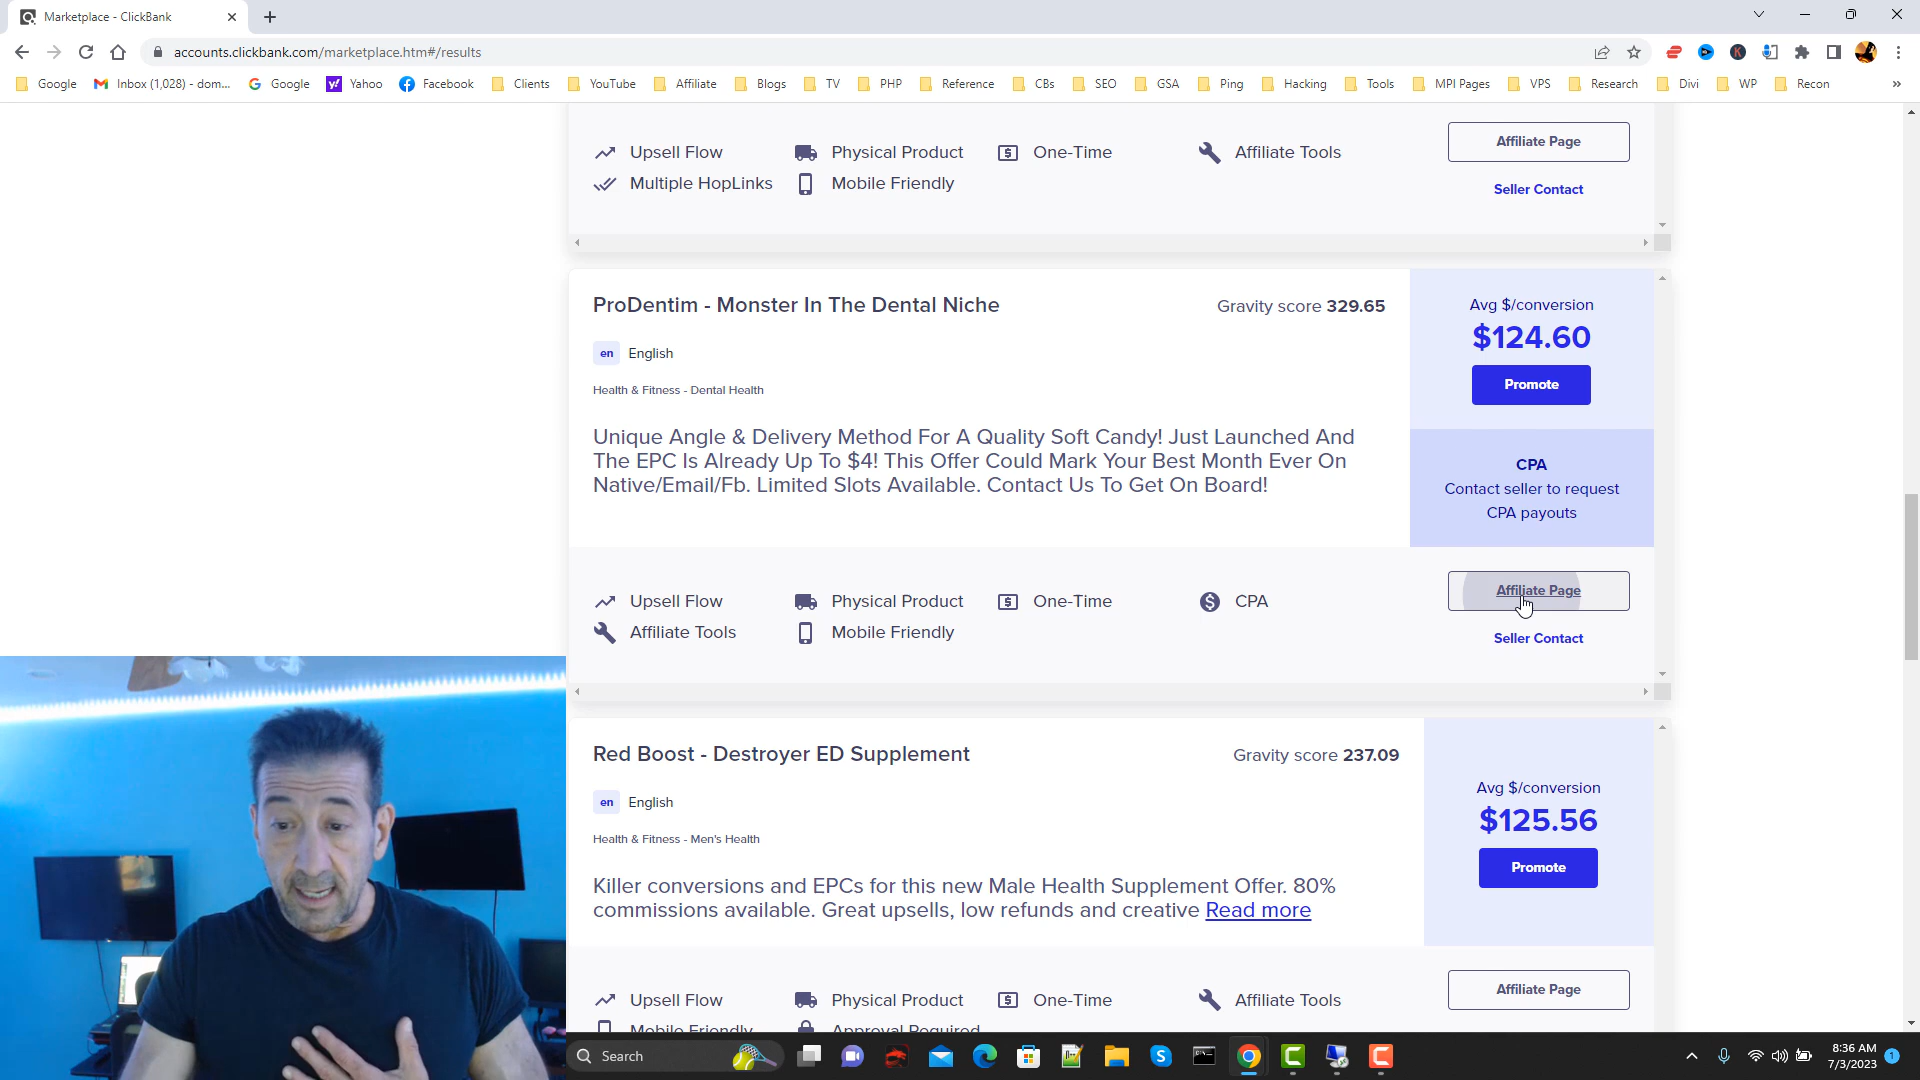 Marketplace - ClickBank
accounts.clickbank.com/marketplace.htm#/results
Google
Inbox (1,028) - dom...
Google
Yahoo
Facebook
Clients
YouTube
Affiliate
Blogs
TV
PHP
Reference
CBs
SEO
GSA
Ping
Hacking
Tools
MPI Pages
VPS
Research
Divi
WP
Recon
»
Upsell Flow
Physical Product
One-Time
Affiliate Tools
Multiple HopLinks
Mobile Friendly
Affiliate Page
Seller Contact
ProDentim - Monster In The Dental Niche
Gravity score 329.65
en English
Health & Fitness - Dental Health
Unique Angle & Delivery Method For A Quality Soft Candy! Just Launched And
The EPC Is Already Up To $4! This Offer Could Mark Your Best Month Ever On
Native/Email/Fb. Limited Slots Available. Contact Us To Get On Board!
Avg $/conversion
$124.60
Promote
CPA
Contact seller to request
CPA payouts
Upsell Flow
Physical Product
One-Time
CPA
Affiliate Tools
Mobile Friendly
Affiliate Page
Seller Contact
Red Boost - Destroyer ED Supplement
Gravity score 237.09
en English
Health & Fitness - Men's Health
Killer conversions and EPCs for this new Male Health Supplement Offer. 80%
commissions available. Great upsells, low refunds and creative Read more
Avg $/conversion
$125.56
Promote
Upsell Flow
Physical Product
One-Time
Affiliate Tools
Mobile Friendly
Approval Required
Affiliate Page
Search
8:36 AM
7/3/2023
1